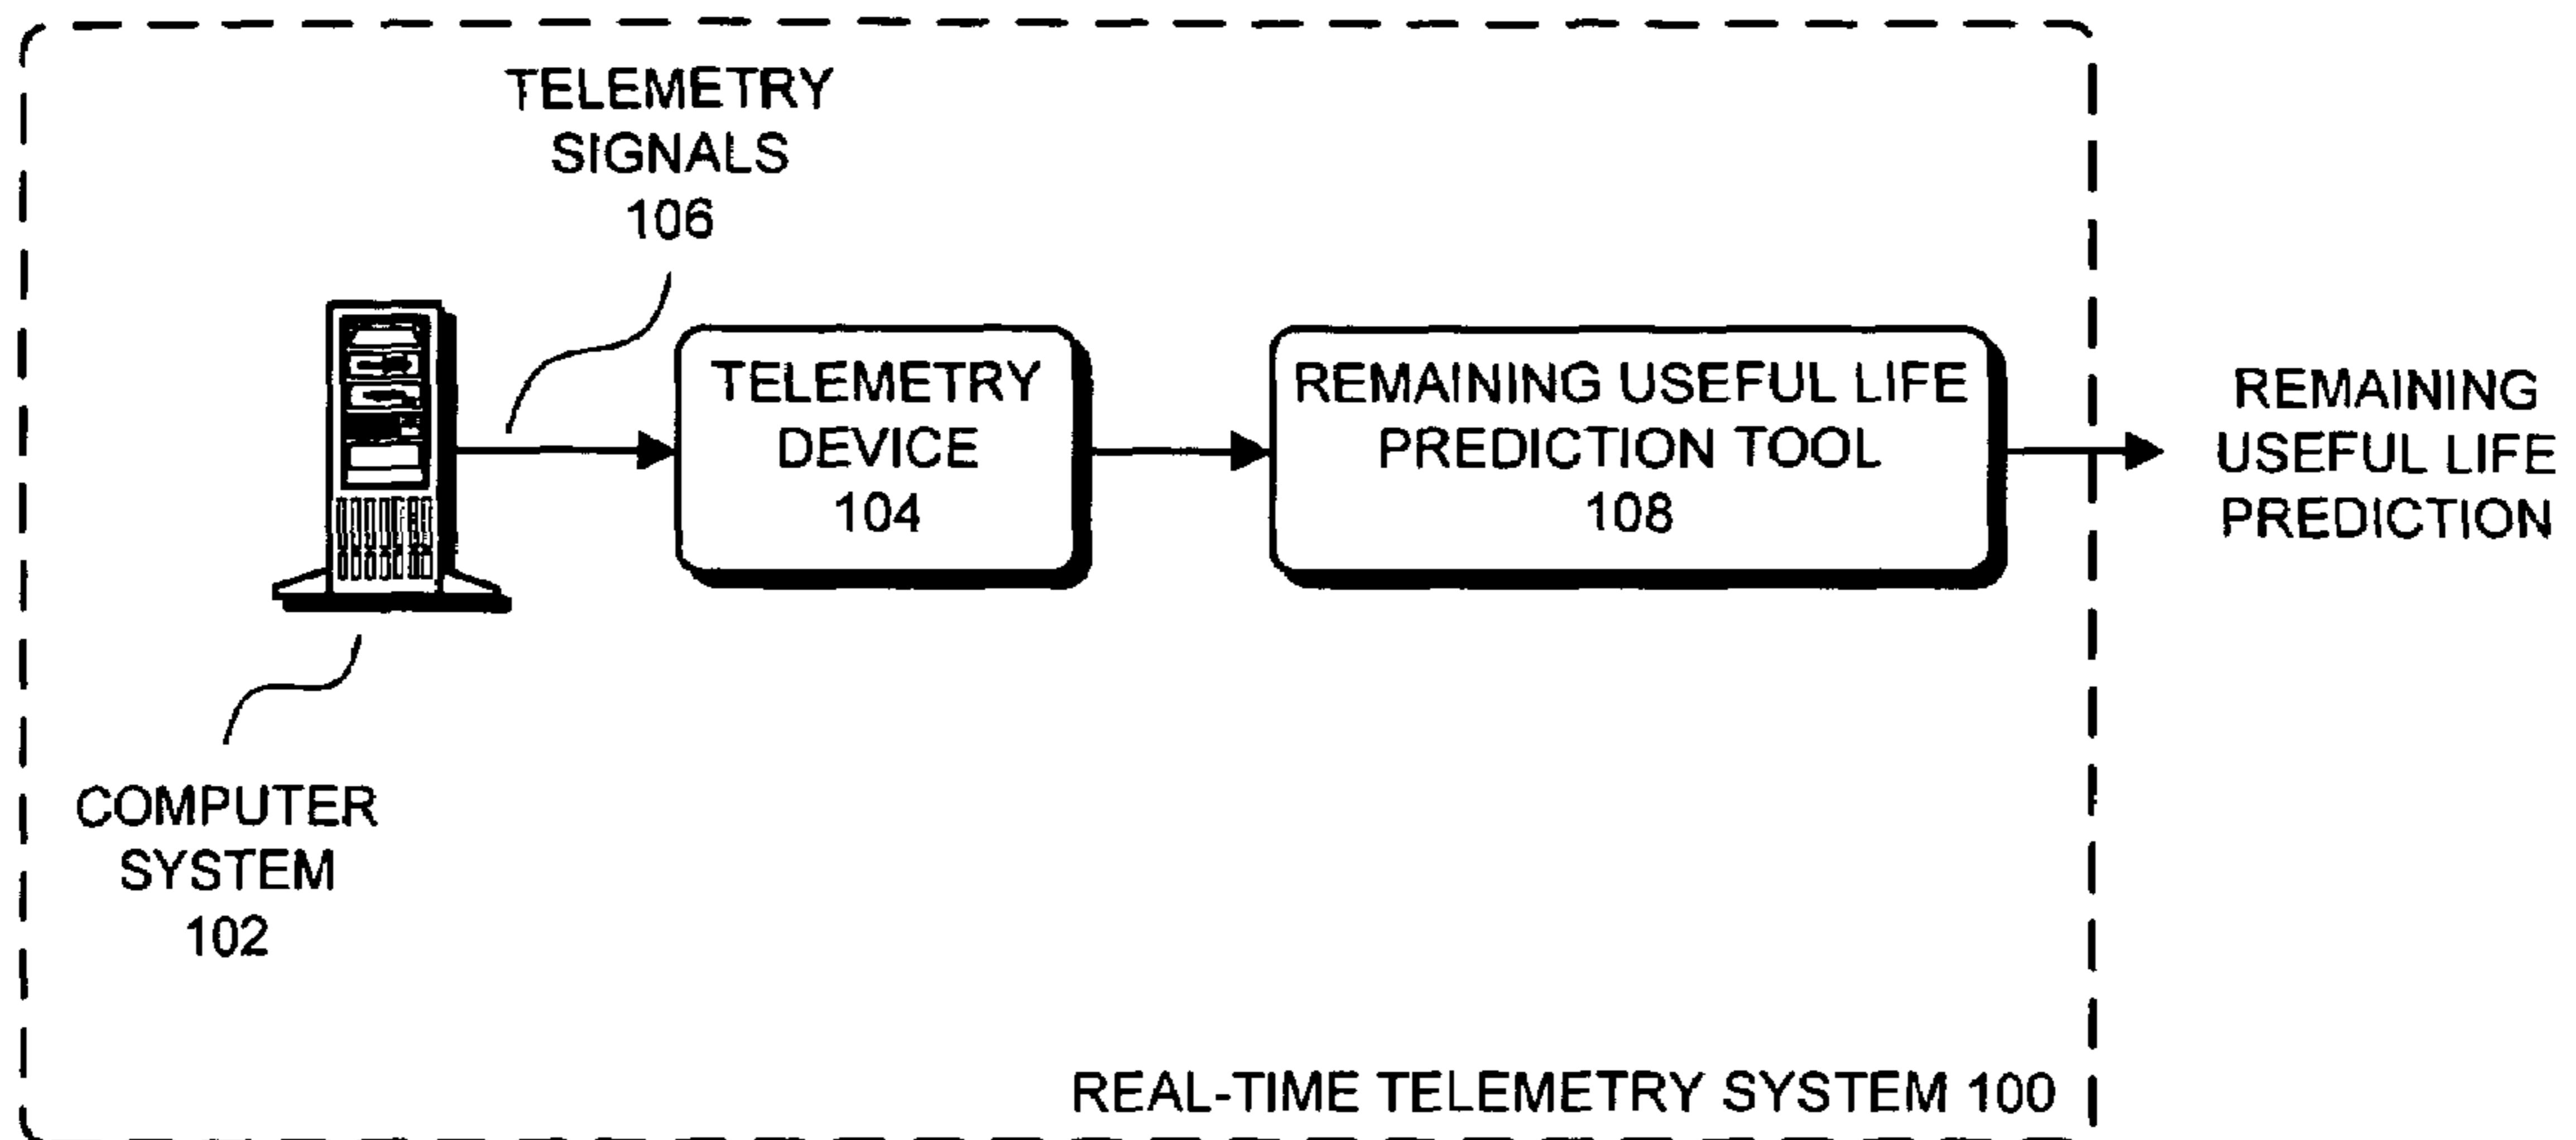 TELEMETRY
SIGNALS
106
TELEMETRY
DEVICE
104
REMAINING USEFUL LIFE
PREDICTION TOOL
108
REMAINING
USEFUL LIFE
PREDICTION
COMPUTER
SYSTEM
102
REAL-TIME TELEMETRY SYSTEM 100